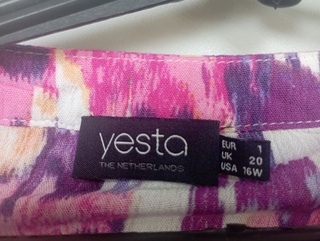 yesta
THE NETHERLANDS
EUR 1
UK 20
USA 16W